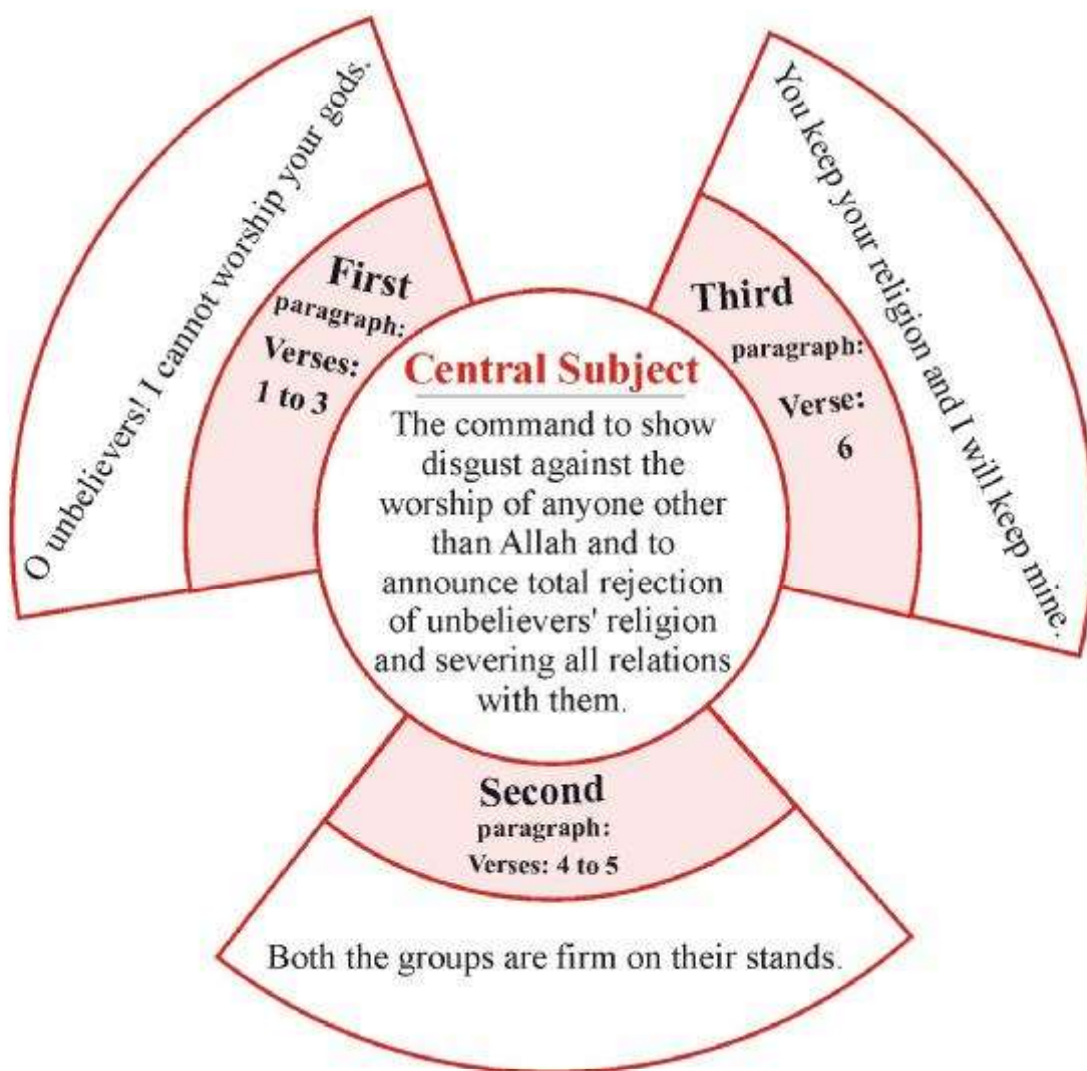 O unbelievers! I cannot worship your gods.
First
paragraph:
Verses:
1 to 3
You keep your religion and I will keep mine.
Third
paragraph:
Verse:
6
Central Subject
The command to show
disgust against the
worship of anyone other
than Allah and to
announce total rejection
of unbelievers' religion
and severing all relations
with them.
Second
paragraph:
Verses: 4 to 5
Both the groups are firm on their stands.